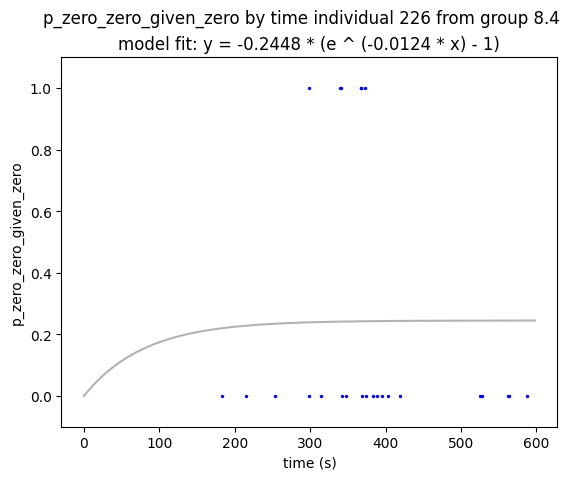 p_zero_zero_given_zero by time individual 226 from group 8.4
model fit: y = -0.2448 * (e ^ (-0.0124 * x) - 1)
1.0
0.8
0.6
0.4
0.2
0.0
p_zero_zero_given_zero
0 100 200 300 400 500 600
time (s)